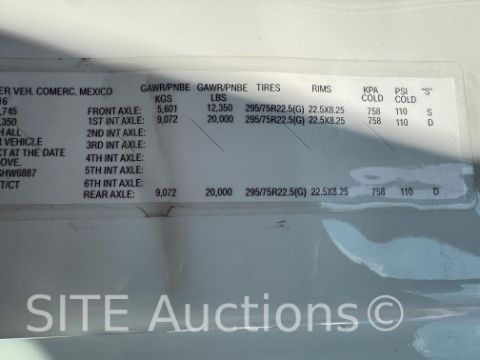 ER VEH. COMERC. MEXICO GAWR/PNBE GAWR/PNBE TIRES RIMS KPA PSI "S"
16 KGS LBS COLD COLD
,745 FRONT AXLE: 5,601 12,350 295/75R22.5(G) 22.5X8.25 758 110 S
,350 1ST INT AXLE: 9,072 20,000 295/75R22.5(G) 22.5X8.25 758 110 D
H ALL 2ND INT AXLE:
R VEHICLE 3RD INT AXLE:
CT AT THE DATE 4TH INT AXLE:
OVE. 5TH INT AXLE:
GHW6887 6TH INT AXLE:
T/CT REAR AXLE: 9,072 20,000 295/75R22.5(G) 22.5X8.25 758 110 D
SITE Auctions©